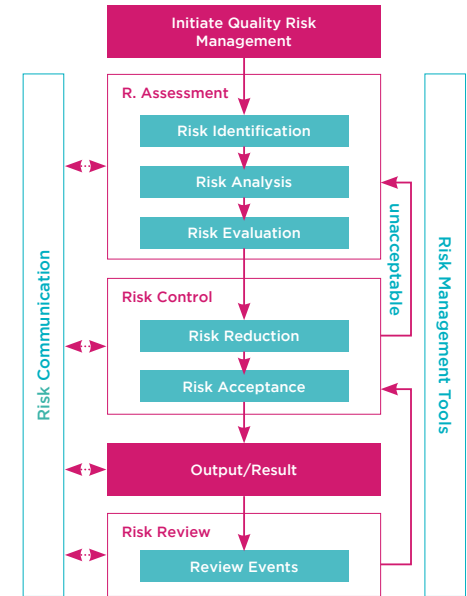 Initiate Quality Risk
Management
R. Assessment
Risk Identification
Risk Analysis
Risk Evaluation
Risk Control
Risk Reduction
Risk Acceptance
Output/Result
Risk Review
Review Events
Risk Communication
unacceptable
Risk Management Tools